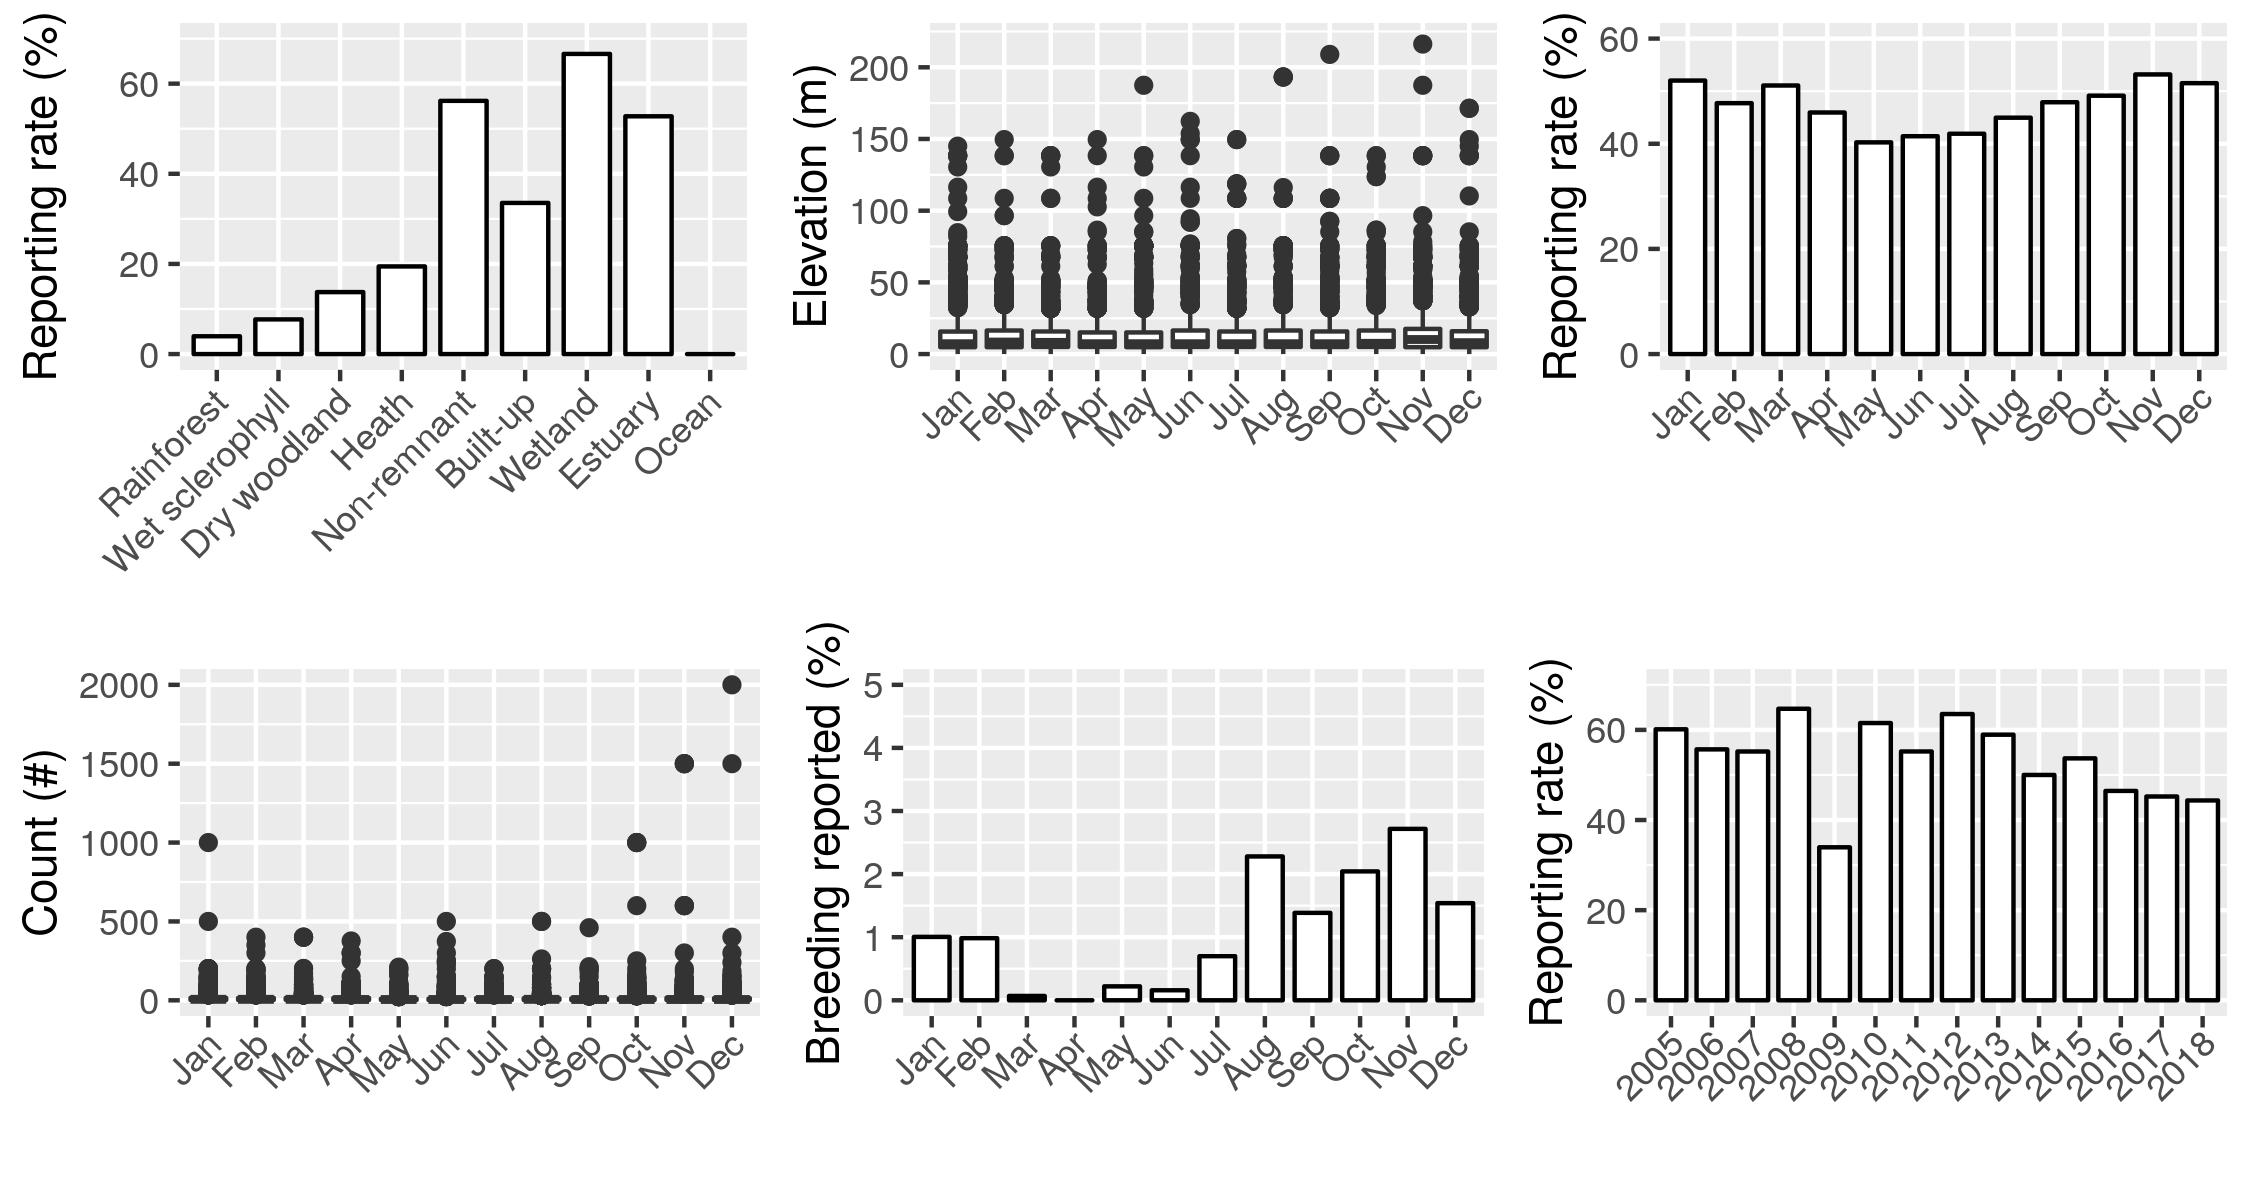 Reporting rate (%)
60
40
20
0
Rainforest
Wet sclerophyll
Dry woodland
Heath
Non-remnant
Built-up
Wetland
Estuary
Ocean
Elevation (m)
200
150
100
50
0
Jan
Feb
Mar
Apr
May
Jun
Jul
Aug
Sep
Oct
Nov
Dec
Reporting rate (%)
60
40
20
0
Jan
Feb
Mar
Apr
May
Jun
Jul
Aug
Sep
Oct
Nov
Dec
Count (#)
2000
1500
1000
500
0
Jan
Feb
Mar
Apr
May
Jun
Jul
Aug
Sep
Oct
Nov
Dec
Breeding reported (%)
5
4
3
2
1
0
Jan
Feb
Mar
Apr
May
Jun
Jul
Aug
Sep
Oct
Nov
Dec
Reporting rate (%)
60
40
20
0
2005
2006
2007
2008
2009
2010
2011
2012
2013
2014
2015
2016
2017
2018